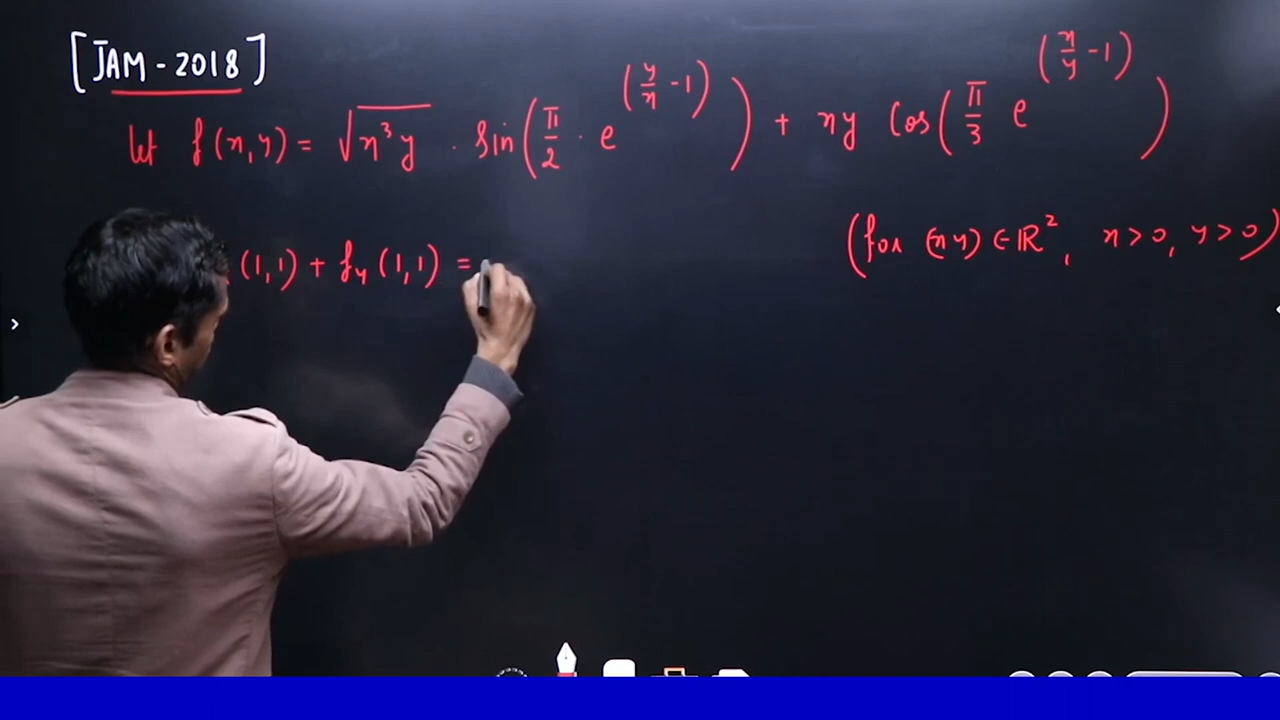 [JAM - 2018]
Let f(x,y) = √x³y . Sin(π/2 . e^(y/x - 1)) + xy Cos(π/3 e^(x/y - 1))
(for (x y) ∈ ℝ², x > 0, y > 0)
(1,1) + f_y (1,1) =